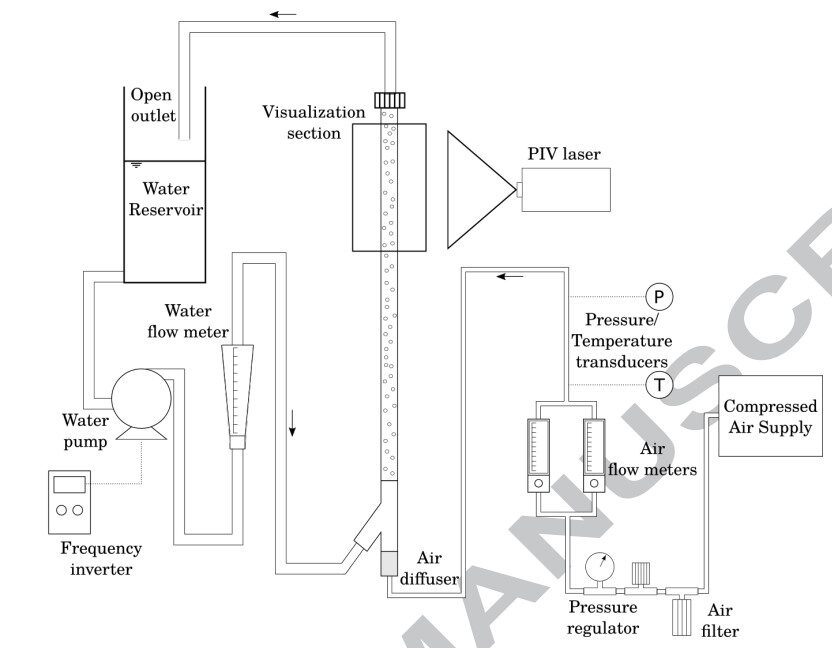 Open
outlet
Visualization
section
PIV laser
Water
Reservoir
Water
flow meter
P
Pressure/
Temperature
transducers
T
Compressed
Air Supply
Water
pump
Air
flow meters
Frequency
inverter
Air
diffuser
Pressure
regulator
Air
filter
MANUSCR